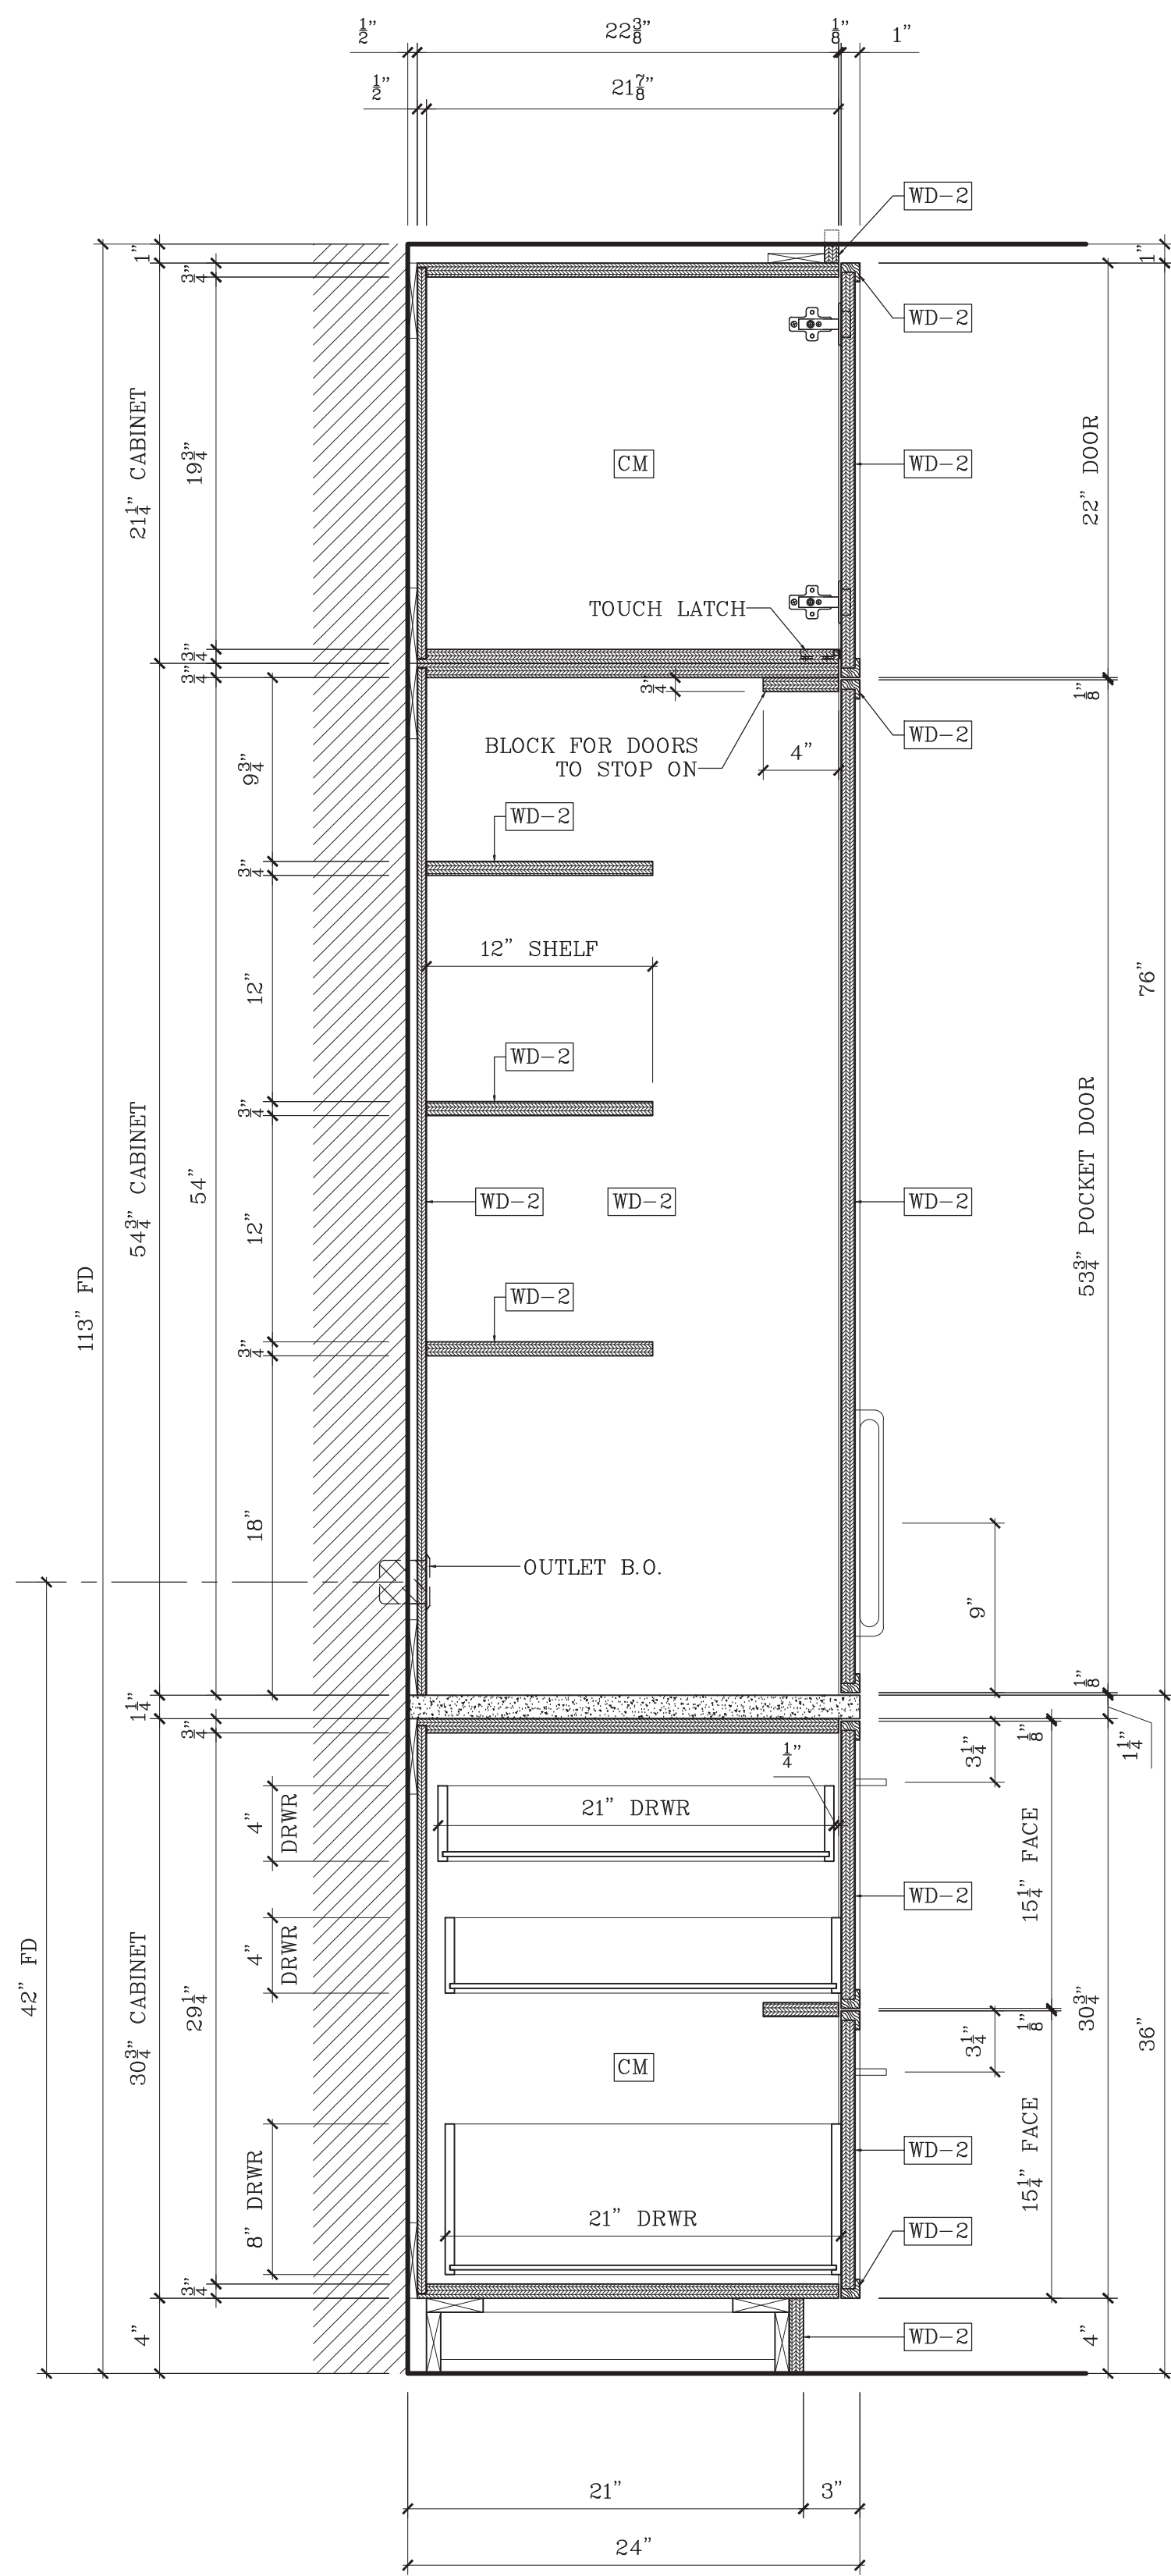 1/2" 22 3/8" 1/8" 1"
1/2" 21 7/8"
WD-2
1"
1"
3/4"
WD-2
21 1/4" CABINET
19 3/4"
CM
WD-2
22" DOOR
TOUCH LATCH
3/4"
3/4"
3/4"
1/8"
WD-2
BLOCK FOR DOORS
TO STOP ON
4"
9 3/4"
WD-2
3/4"
12" SHELF
12"
76"
WD-2
3/4"
54 3/4" CABINET
54"
WD-2
WD-2
WD-2
53 3/4" POCKET DOOR
12"
113" FD
WD-2
3/4"
18"
OUTLET B.O.
9"
1 1/4"
1/8"
3/4"
1/4"
3 1/4"
1/8"
1 1/4"
4"
DRWR
21" DRWR
15 1/4" FACE
WD-2
4"
DRWR
42" FD
30 3/4" CABINET
29 1/4"
3 1/4"
1/8"
30 3/4"
36"
CM
WD-2
15 1/4" FACE
8" DRWR
21" DRWR
WD-2
3/4"
4"
WD-2
4"
21" 3"
24"